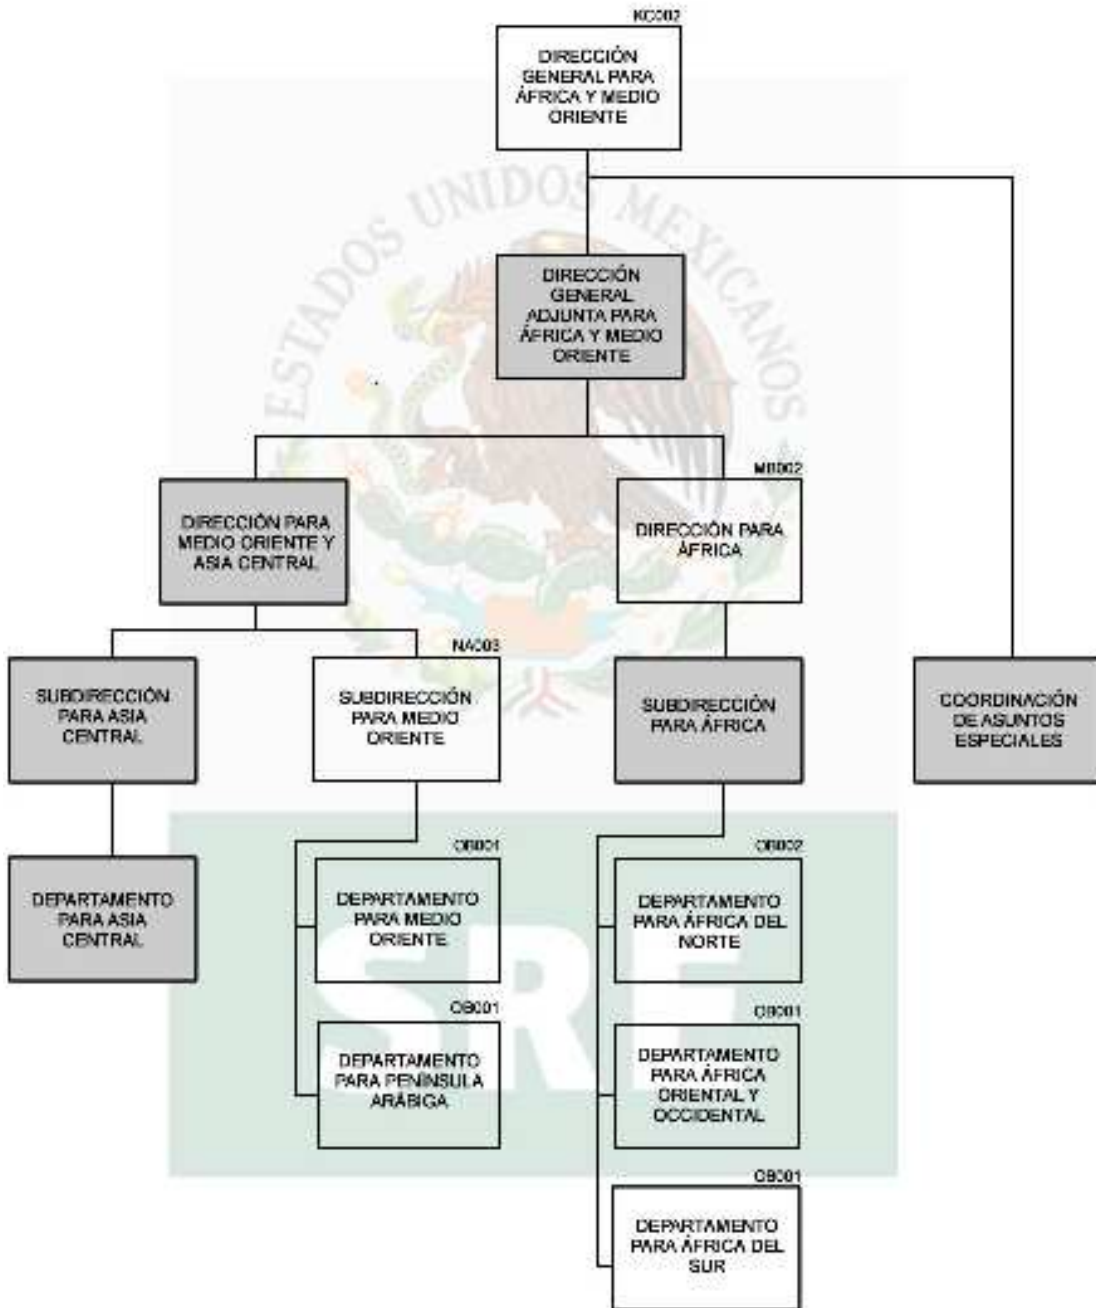 KC002
DIRECCIÓN
GENERAL PARA
ÁFRICA Y MEDIO
ORIENTE
ESTADOS UNIDOS MEXICANOS
DIRECCIÓN
GENERAL
ADJUNTA PARA
ÁFRICA Y MEDIO
ORIENTE
DIRECCIÓN PARA
MEDIO ORIENTE Y
ASIA CENTRAL
MB002
DIRECCIÓN PARA
ÁFRICA
SUBDIRECCIÓN
PARA ASIA
CENTRAL
NA003
SUBDIRECCIÓN
PARA MEDIO
ORIENTE
SUBDIRECCIÓN
PARA ÁFRICA
COORDINACIÓN
DE ASUNTOS
ESPECIALES
DEPARTAMENTO
PARA ASIA
CENTRAL
OB001
DEPARTAMENTO
PARA MEDIO
ORIENTE
OB002
DEPARTAMENTO
PARA ÁFRICA DEL
NORTE
SRE
OB001
DEPARTAMENTO
PARA PENÍNSULA
ARÁBIGA
OB001
DEPARTAMENTO
PARA ÁFRICA
ORIENTAL Y
OCCIDENTAL
OB001
DEPARTAMENTO
PARA ÁFRICA DEL
SUR